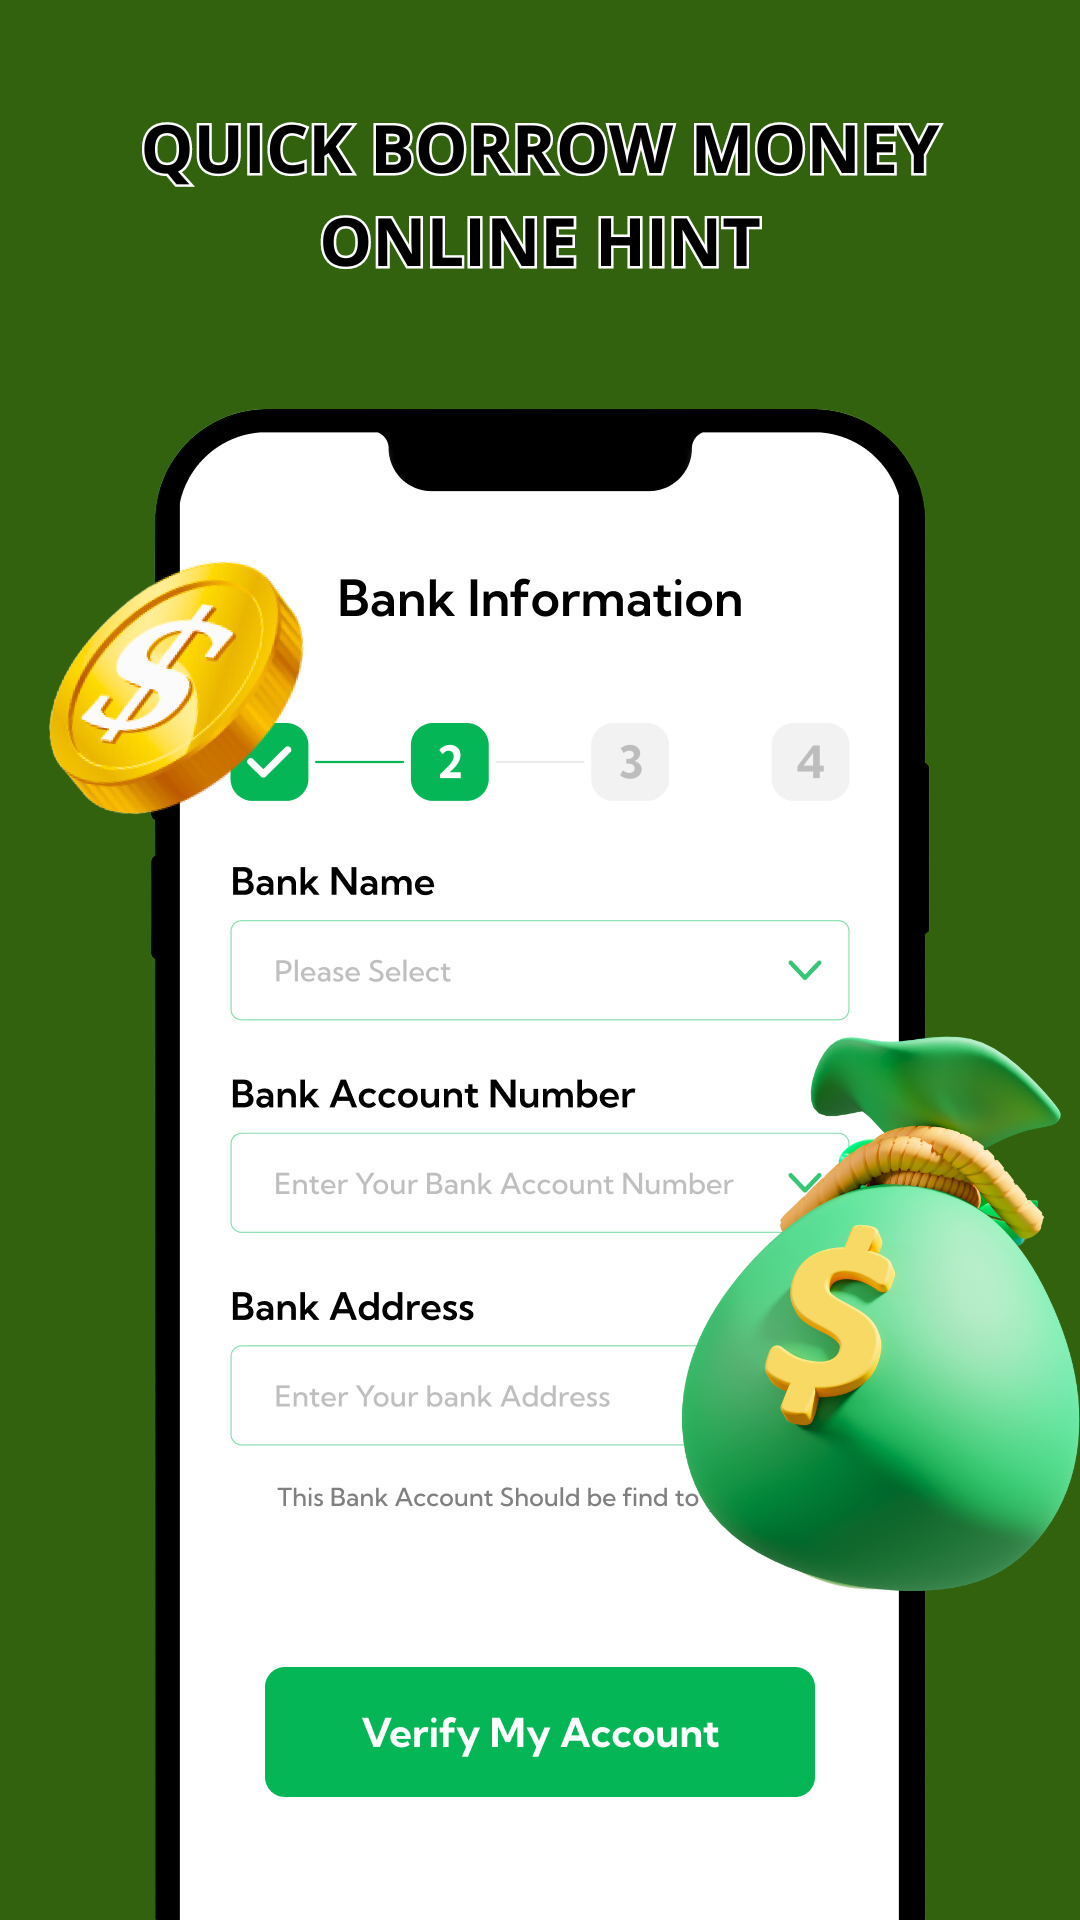 QUICK BORROW MONEY
ONLINE HINT
Bank Information
2 3 4
Bank Name
Please Select
Bank Account Number
Enter Your Bank Account Number
Bank Address
Enter Your bank Address
This Bank Account Should be find to
Verify My Account
$
$